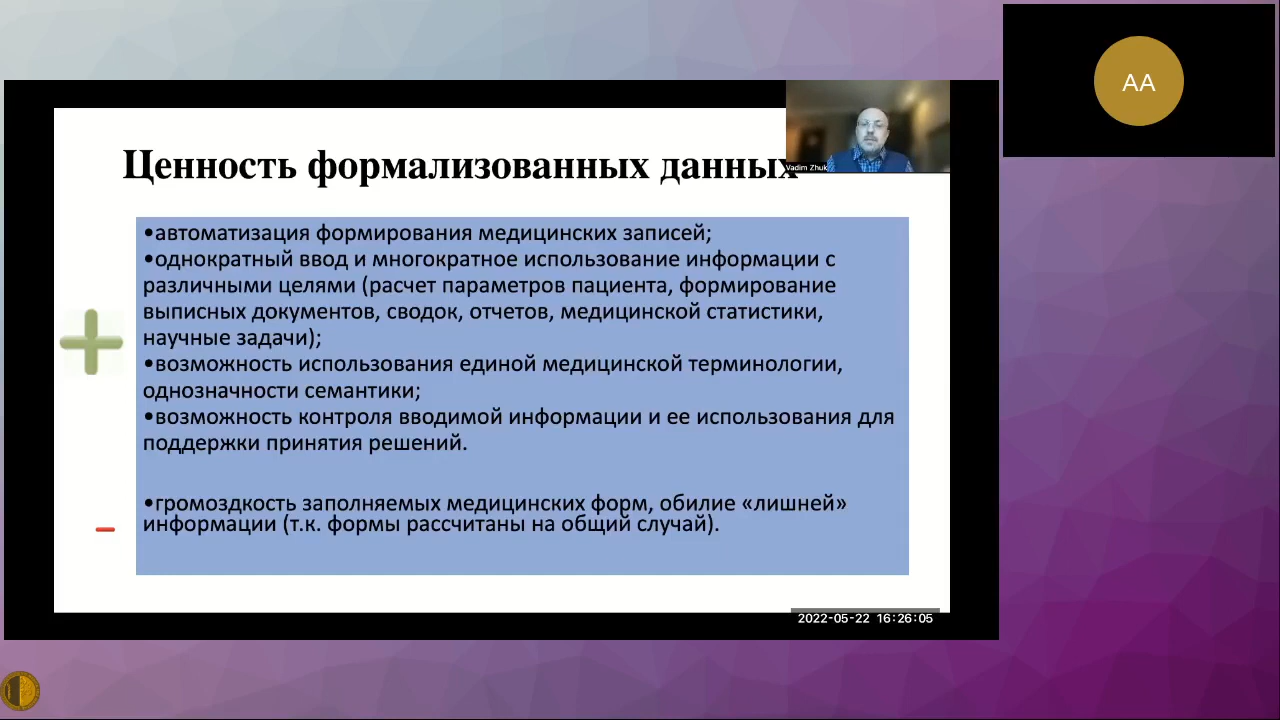 AA
Ценность формализованных данных
Vadim Zhuk
•автоматизация формирования медицинских записей;
•однократный ввод и многократное использование информации с
различными целями (расчет параметров пациента, формирование
выписных документов, сводок, отчетов, медицинской статистики,
научные задачи);
•возможность использования единой медицинской терминологии,
однозначности семантики;
•возможность контроля вводимой информации и ее использования для
поддержки принятия решений.
•громоздкость заполняемых медицинских форм, обилие «лишней»
информации (т.к. формы рассчитаны на общий случай).
2022-05-22 16:26:05